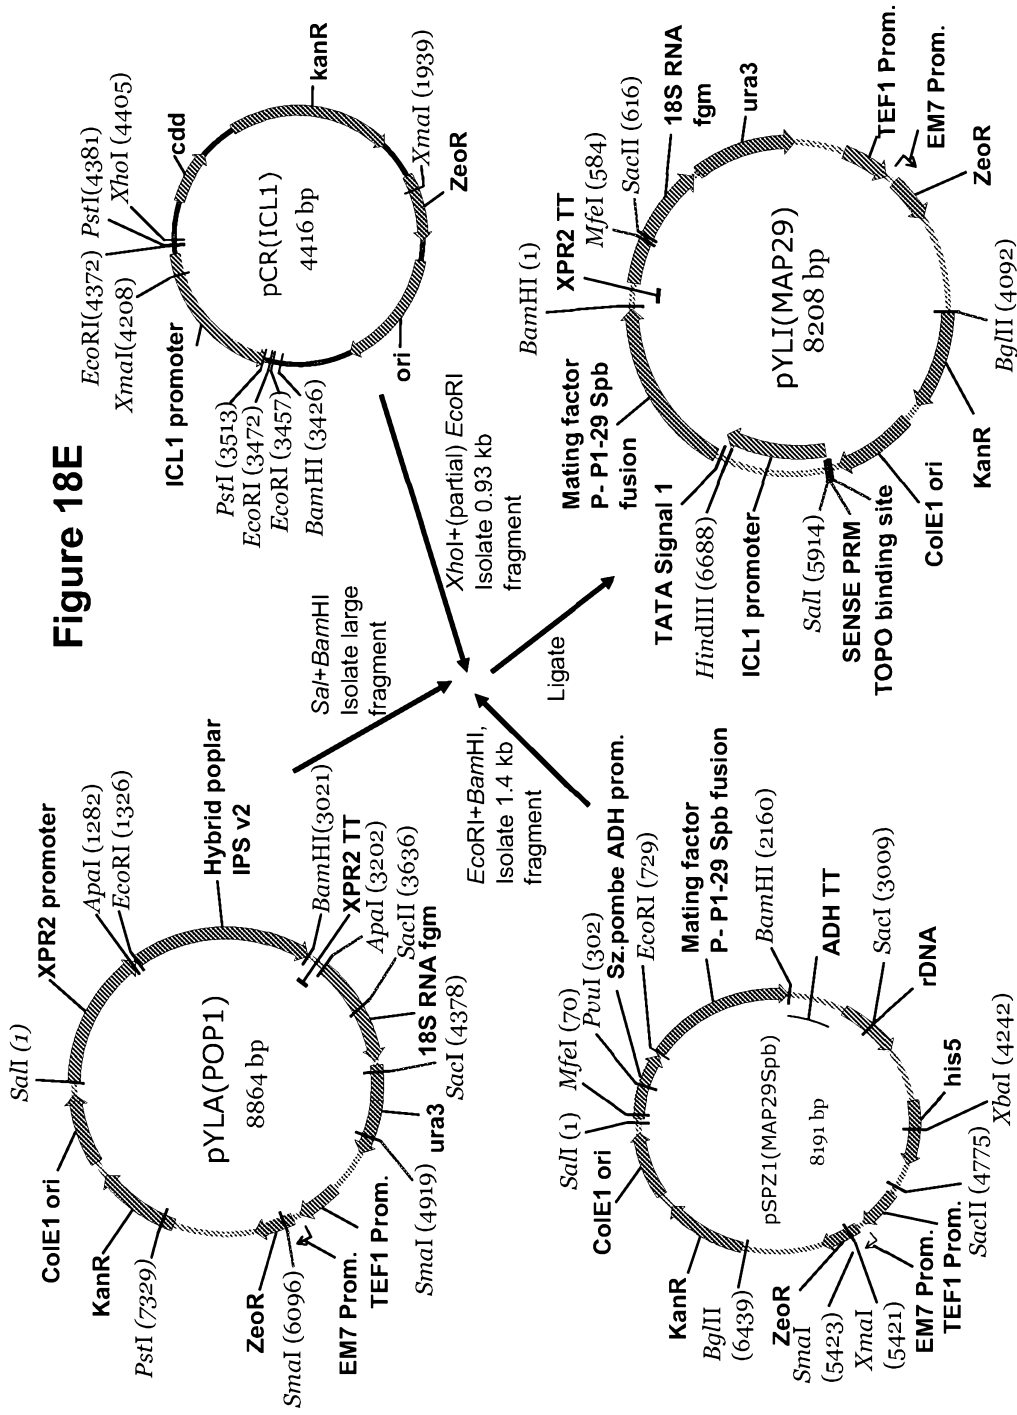 Figure 18E
SalI (1)
XPR2 promoter
ApaI (1282)
EcoRI (1326)
Hybrid poplar
IPS v2
BamHI(3021)
XPR2 TT
ApaI (3202)
SacII (3636)
18S RNA fgm
SacI (4378)
ura3
SmaI (4919)
TEF1 Prom.
EM7 Prom.
SmaI (6096)
ZeoR
PstI (7329)
KanR
ColE1 ori
pYLA(POP1)
8864 bp
SalI+BamHI
Isolate large
fragment
EcoRI(4372)
PstI(4381)
XhoI (4405)
XmaI(4208)
cdd
kanR
XmaI (1939)
ZeoR
ori
ICL1 promoter
PstI (3513)
EcoRI (3472)
EcoRI (3457)
BamHI (3426)
pCR(ICL1)
4416 bp
XhoI+(partial) EcoRI
Isolate 0.93 kb
fragment
EcoRI+BamHI,
Isolate 1.4 kb
fragment
Ligate
SalI (1)
MfeI (70)
PvuI (302)
Sz.pombe ADH prom.
EcoRI (729)
Mating factor
P- P1-29 Spb fusion
BamHI (2160)
ADH TT
SacI (3009)
rDNA
his5
XbaI (4242)
SacII (4775)
TEF1 Prom.
EM7 Prom.
XmaI
(5421)
SmaI
(5423)
ZeoR
BglII
(6439)
KanR
ColE1 ori
pSPZ1(MAP29Spb)
8191 bp
BamHI (1)
XPR2 TT
MfeI (584)
SacII (616)
18S RNA
fgm
ura3
TEF1 Prom.
EM7 Prom.
ZeoR
BglII (4092)
KanR
ColE1 ori
TOPO binding site
SENSE PRM
SalI (5914)
ICL1 promoter
HindIII (6688)
TATA Signal 1
Mating factor
P- P1-29 Spb
fusion
pYLI(MAP29)
8208 bp